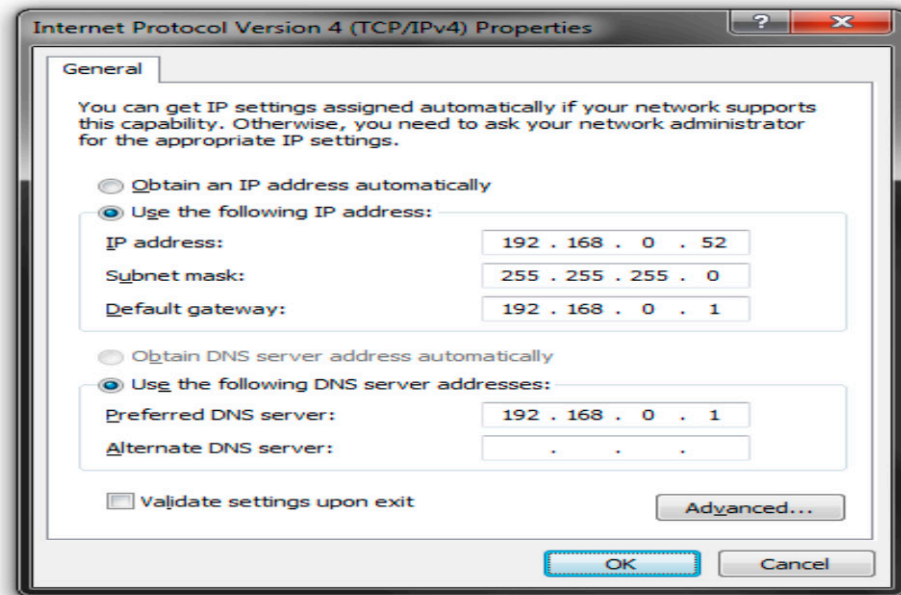 Internet Protocol Version 4 (TCP/IPv4) Properties
?
General
You can get IP settings assigned automatically if your network supports
this capability. Otherwise, you need to ask your network administrator
for the appropriate IP settings.
Obtain an IP address automatically
Use the following IP address:
IP address: 192 . 168 . 0 . 52
Subnet mask: 255 . 255 . 255 . 0
Default gateway: 192 . 168 . 0 . 1
Obtain DNS server address automatically
Use the following DNS server addresses:
Preferred DNS server: 192 . 168 . 0 . 1
Alternate DNS server: . . .
Validate settings upon exit
Advanced...
OK Cancel